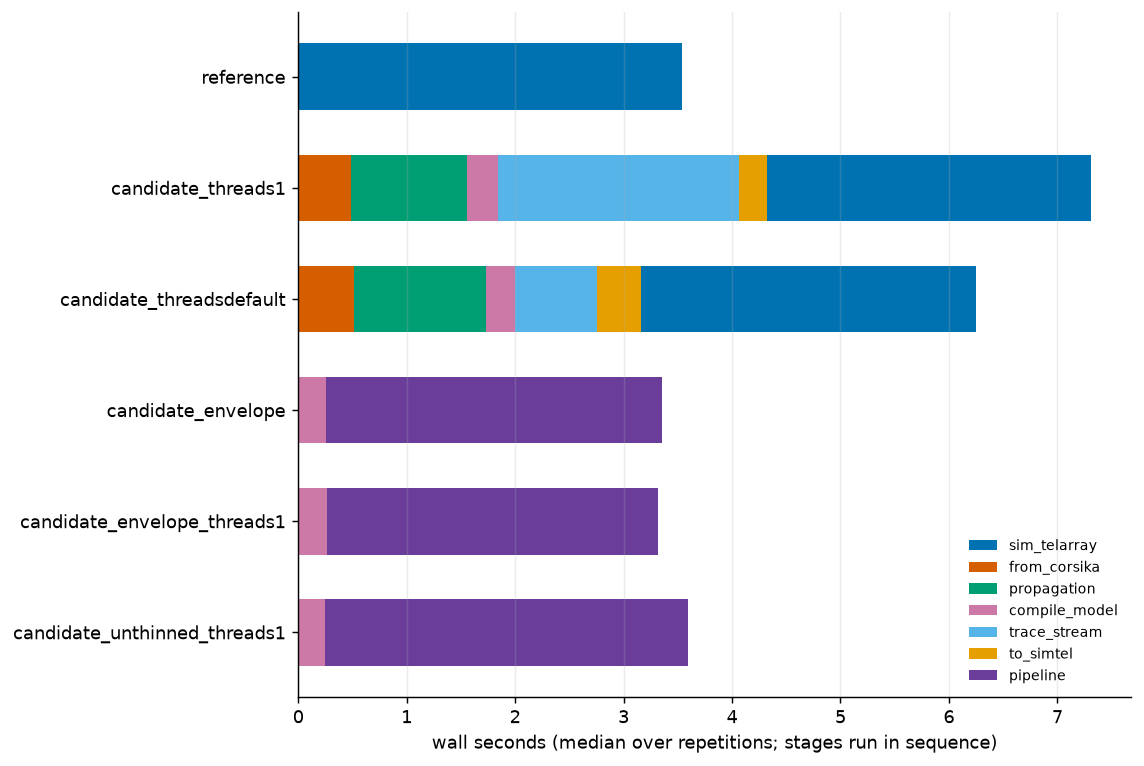 reference
candidate_threads1
candidate_threadsdefault
candidate_envelope
candidate_envelope_threads1
candidate_unthinned_threads1
sim_telarray
from_corsika
propagation
compile_model
trace_stream
to_simtel
pipeline
0 1 2 3 4 5 6 7
wall seconds (median over repetitions; stages run in sequence)